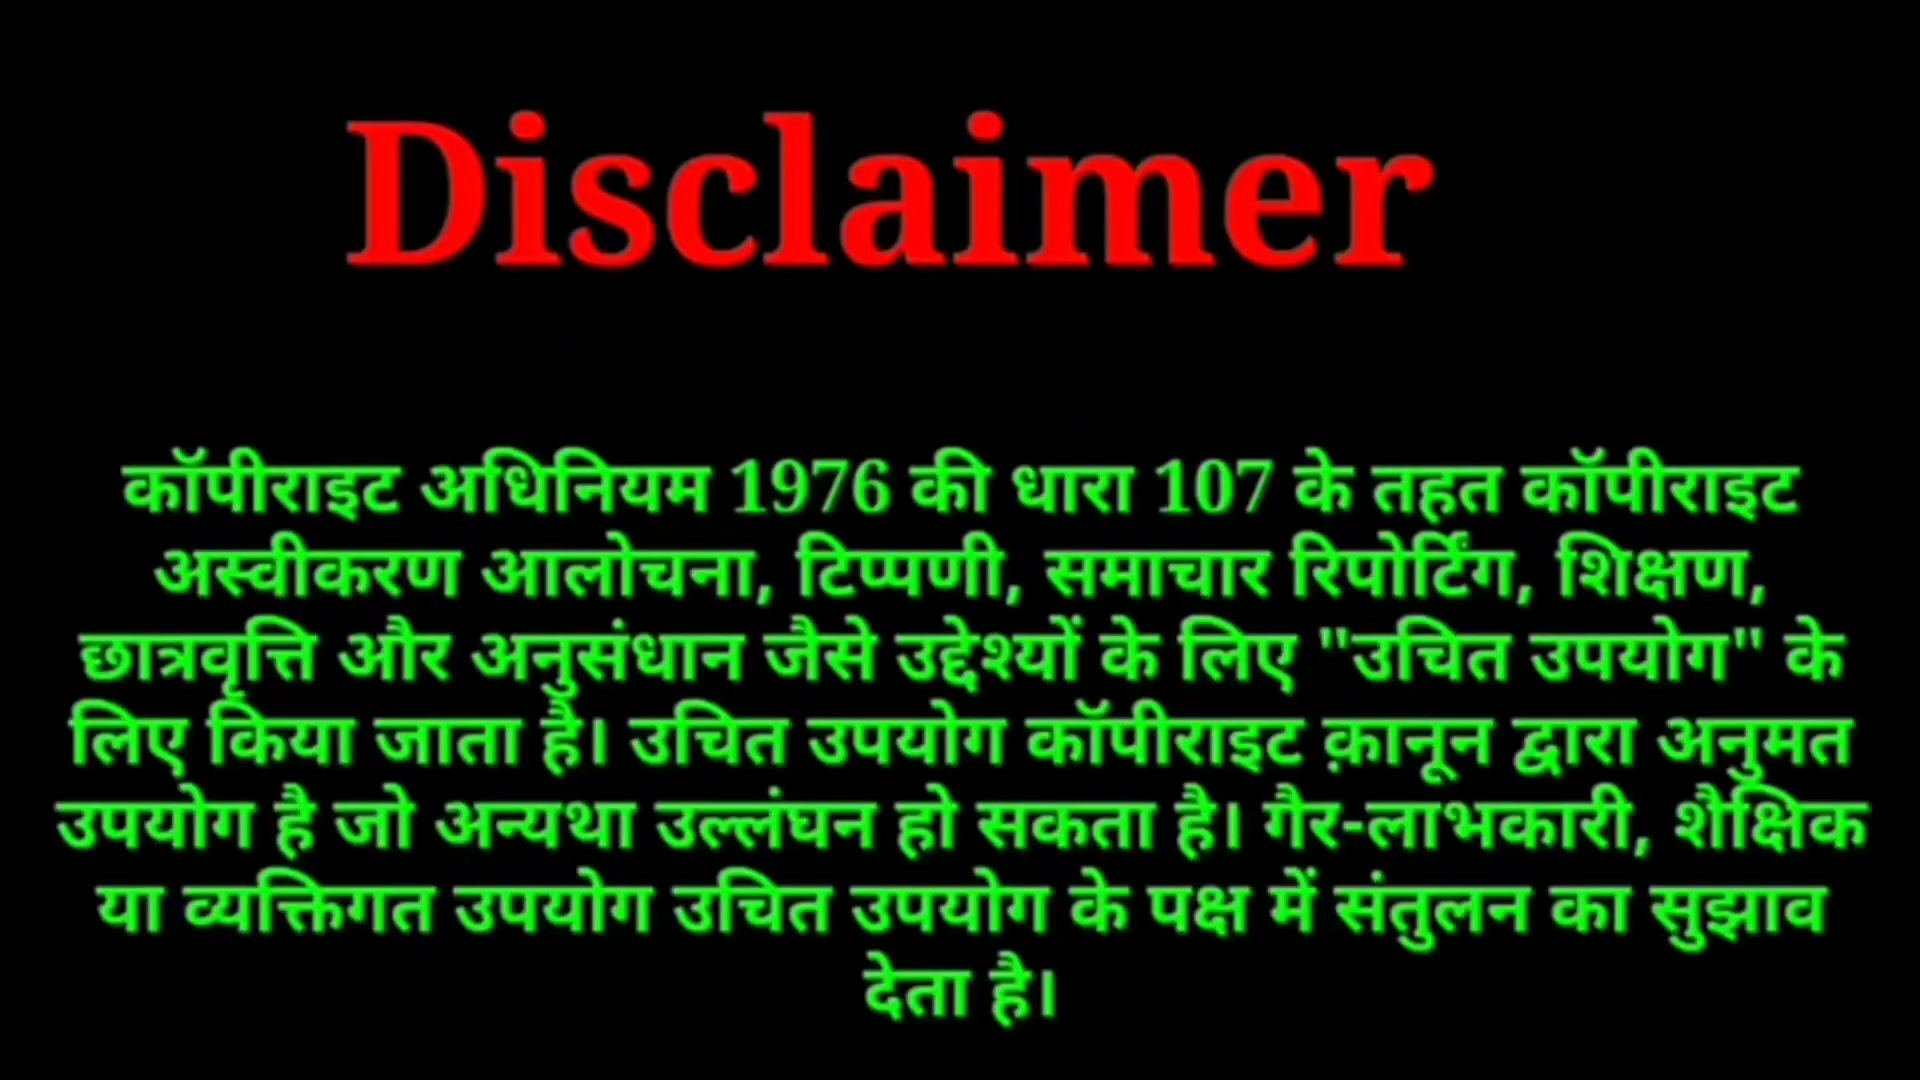 Disclaimer
कॉपीराइट अधिनियम 1976 की धारा 107 के तहत कॉपीराइट
अस्वीकरण आलोचना, टिप्पणी, समाचार रिपोर्टिंग, शिक्षण,
छात्रवृत्ति और अनुसंधान जैसे उद्देश्यों के लिए "उचित उपयोग" के
लिए किया जाता है। उचित उपयोग कॉपीराइट क़ानून द्वारा अनुमत
उपयोग है जो अन्यथा उल्लंघन हो सकता है। गैर-लाभकारी, शैक्षिक
या व्यक्तिगत उपयोग उचित उपयोग के पक्ष में संतुलन का सुझाव
देता है।